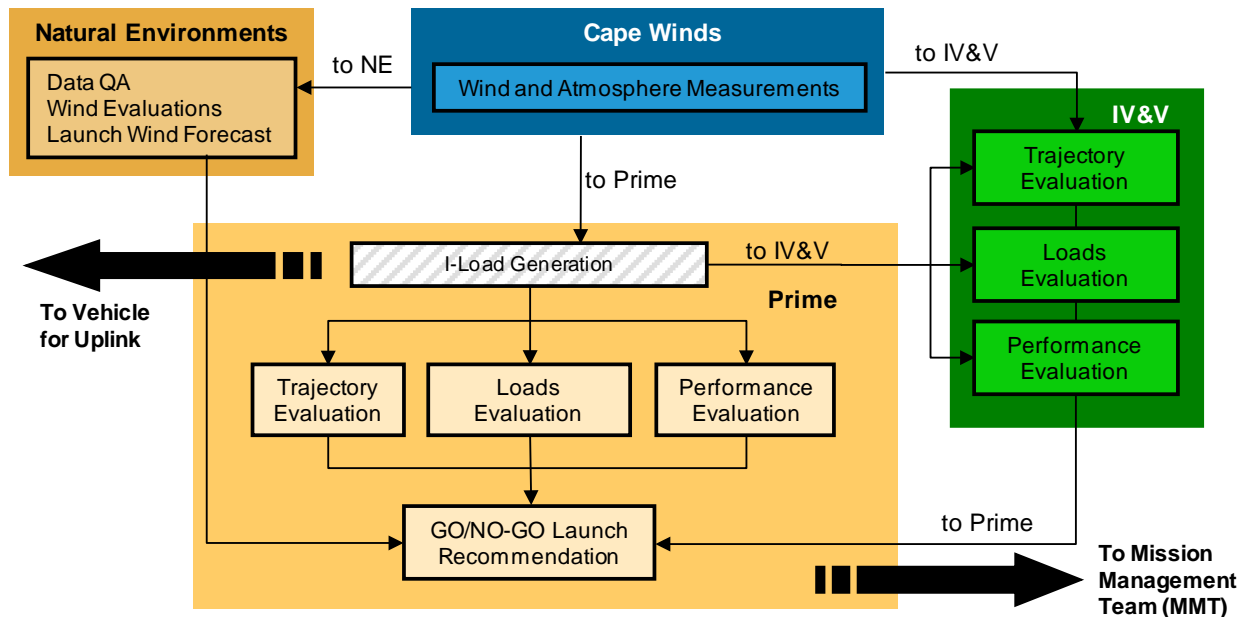 Natural Environments
Data QA
Wind Evaluations
Launch Wind Forecast
to NE
Cape Winds
Wind and Atmosphere Measurements
to IV&V
IV&V
Trajectory
Evaluation
Loads
Evaluation
Performance
Evaluation
to Prime
I-Load Generation
to IV&V
Prime
To Vehicle
for Uplink
Trajectory
Evaluation
Loads
Evaluation
Performance
Evaluation
GO/NO-GO Launch
Recommendation
to Prime
To Mission
Management
Team (MMT)